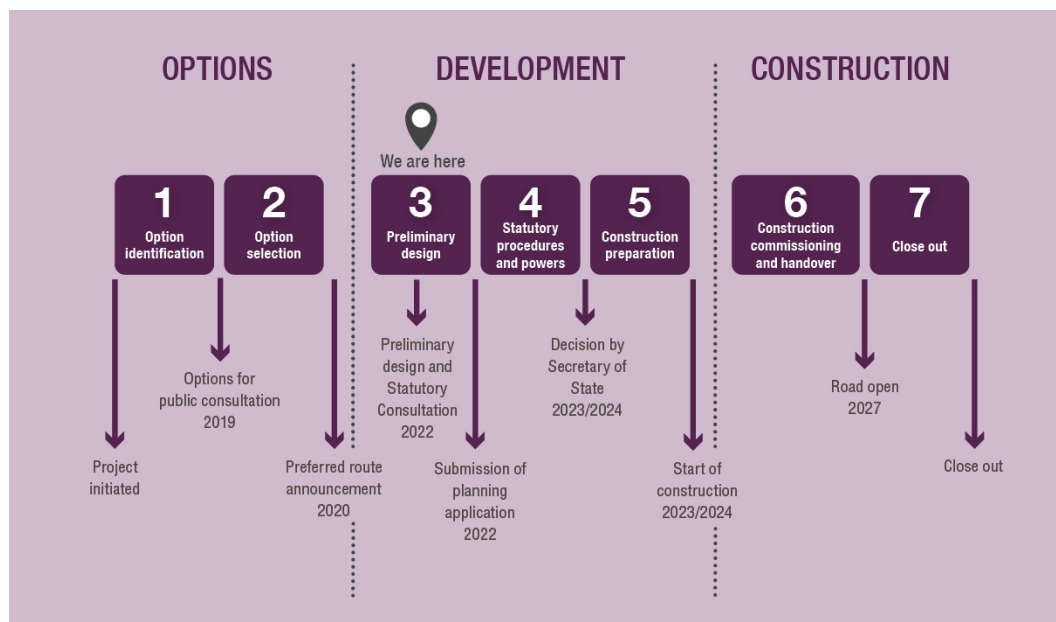 OPTIONS
DEVELOPMENT
CONSTRUCTION
We are here
1
Option
identification
2
Option
selection
3
Preliminary
design
4
Statutory
procedures
and powers
5
Construction
preparation
6
Construction
commissioning
and handover
7
Close out
Project
initiated
Options for
public consultation
2019
Preferred route
announcement
2020
Preliminary
design and
Statutory
Consultation
2022
Submission of
planning
application
2022
Decision by
Secretary of
State
2023/2024
Start of
construction
2023/2024
Road open
2027
Close out